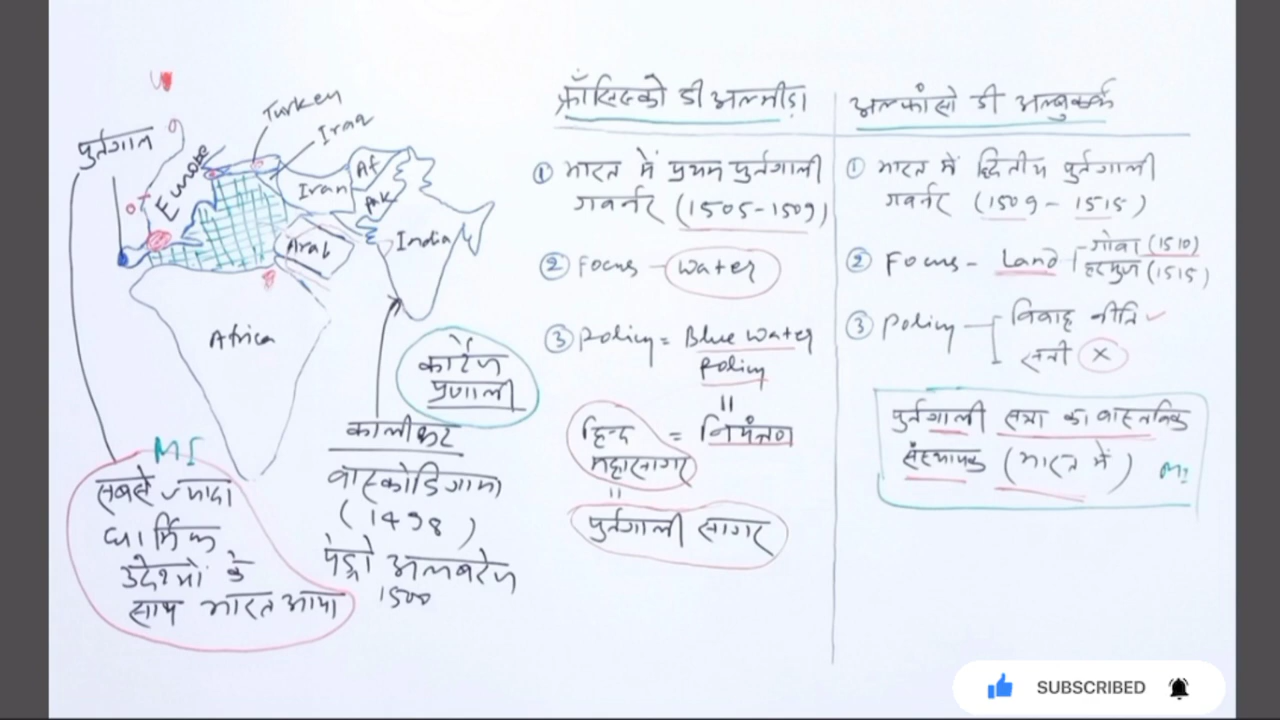 पुर्तगाल
Europe
Turkey
Iraq
Iran
Af
Pak
Arab
India
Africa
कार्टेज
प्रणाली
कालीकट
वास्कोडिगामा
(1498)
पेड्रो अलबरेज
1500
MI
सबसे ज्यादा
धार्मिक
उद्देश्यों के
साथ भारत आया
फ्राँसिस्को डी अल्मीडा
① भारत में प्रथम पुर्तगाली
गवर्नर (1505-1509)
② Focus - Water
③ Policy = Blue Water
Policy
=
हिन्द महासागर = नियंत्रण
=
पुर्तगाली सागर
अल्फांसो डी अल्बुकर्क
① भारत में द्वितीय पुर्तगाली
गवर्नर (1509 - 1515)
② Focus - Land गोवा (1510)
हरमुज (1515)
③ Policy - विवाह नीति ✓
सती ×
पुर्तगाली सत्ता का वास्तविक
संस्थापक (भारत में) MI
SUBSCRIBED